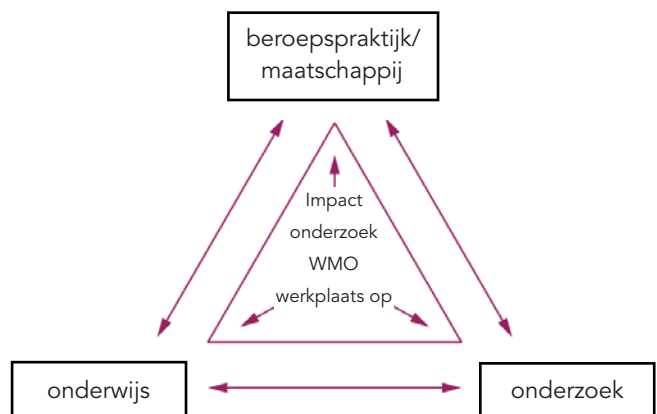 beroepspraktijk/
maatschappij
Impact
onderzoek
WMO
werkplaats op
onderwijs
onderzoek